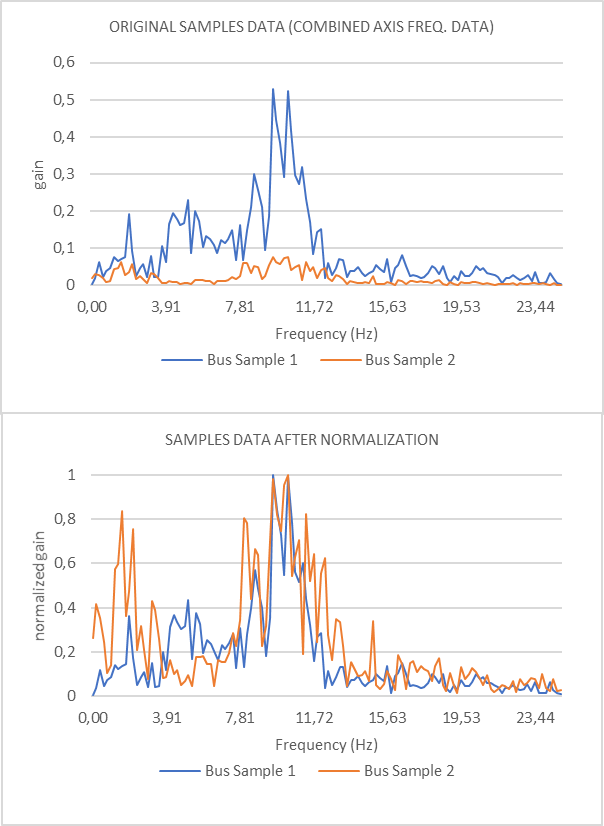 ORIGINAL SAMPLES DATA (COMBINED AXIS FREQ. DATA)
0,6
0,5
0,4
0,3
0,2
0,1
0
gain
0,00 3,91 7,81 11,72 15,63 19,53 23,44
Frequency (Hz)
Bus Sample 1 Bus Sample 2
SAMPLES DATA AFTER NORMALIZATION
1
0,8
0,6
0,4
0,2
0
normalized gain
0,00 3,91 7,81 11,72 15,63 19,53 23,44
Frequency (Hz)
Bus Sample 1 Bus Sample 2